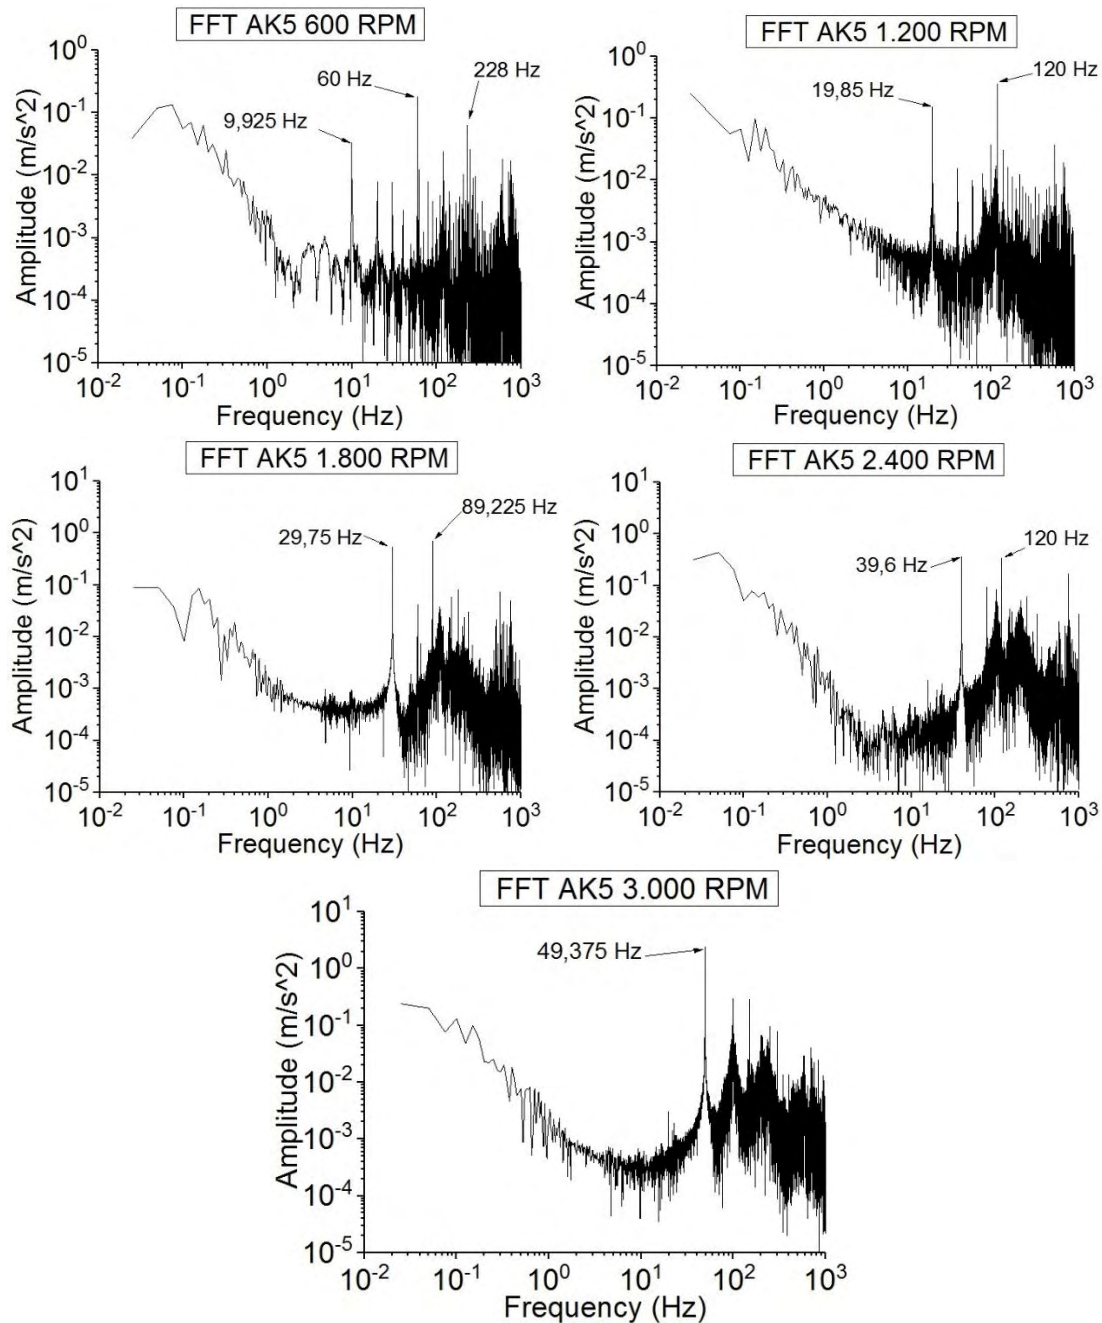 FFT AK5 600 RPM
10^0
10^-1
10^-2
10^-3
10^-4
10^-5
Amplitude (m/s^2)
9,925 Hz
60 Hz
228 Hz
10^-2 10^-1 10^0 10^1 10^2 10^3
Frequency (Hz)
FFT AK5 1.200 RPM
10^0
10^-1
10^-2
10^-3
10^-4
10^-5
Amplitude (m/s^2)
19,85 Hz
120 Hz
10^-2 10^-1 10^0 10^1 10^2 10^3
Frequency (Hz)
FFT AK5 1.800 RPM
10^1
10^0
10^-1
10^-2
10^-3
10^-4
10^-5
Amplitude (m/s^2)
29,75 Hz
89,225 Hz
10^-2 10^-1 10^0 10^1 10^2 10^3
Frequency (Hz)
FFT AK5 2.400 RPM
10^1
10^0
10^-1
10^-2
10^-3
10^-4
10^-5
Amplitude (m/s^2)
39,6 Hz
120 Hz
10^-2 10^-1 10^0 10^1 10^2 10^3
Frequency (Hz)
FFT AK5 3.000 RPM
10^1
10^0
10^-1
10^-2
10^-3
10^-4
10^-5
Amplitude (m/s^2)
49,375 Hz
10^-2 10^-1 10^0 10^1 10^2 10^3
Frequency (Hz)